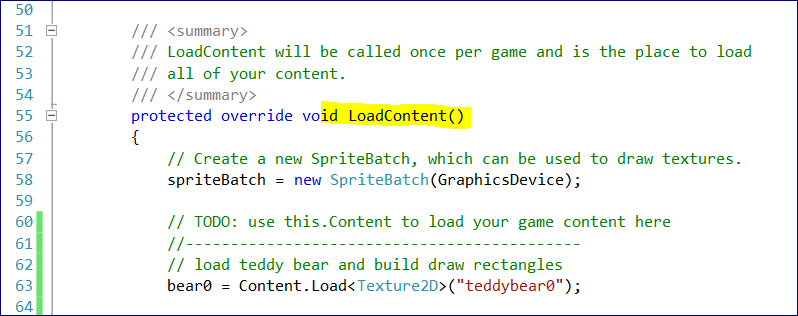 50
51 /// <summary>
52 /// LoadContent will be called once per game and is the place to load
53 /// all of your content.
54 /// </summary>
55 protected override void LoadContent()
56 {
57 // Create a new SpriteBatch, which can be used to draw textures.
58 spriteBatch = new SpriteBatch(GraphicsDevice);
59
60 // TODO: use this.Content to load your game content here
61 //--------------------------------------------
62 // load teddy bear and build draw rectangles
63 bear0 = Content.Load<Texture2D>("teddybear0");
64